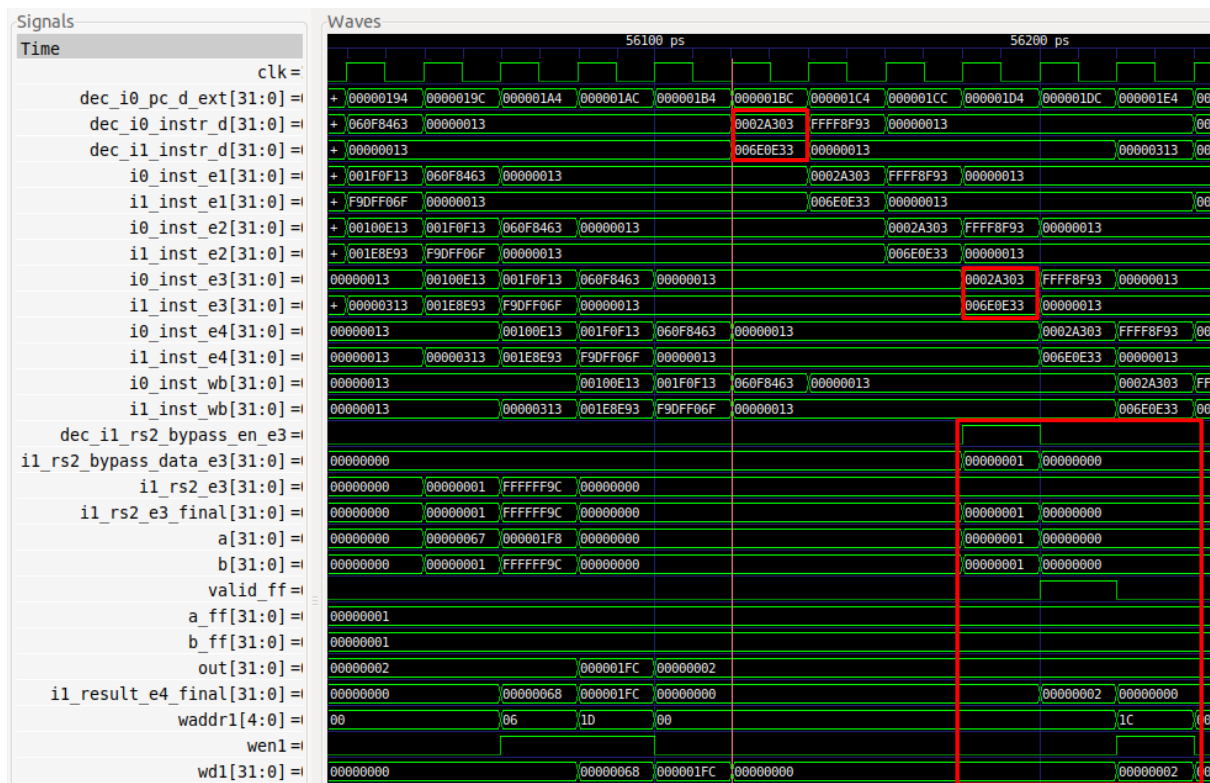 Signals Waves
Time 56100 ps 56200 ps
clk=
dec_i0_pc_d_ext[31:0] = + 00000194 0000019C 000001A4 000001AC 000001B4 000001BC 000001C4 000001CC 000001D4 000001DC 000001E4 00
dec_i0_instr_d[31:0] = + 060F8463 00000013 0002A303 FFFF8F93 00000013 00
dec_i1_instr_d[31:0] = + 00000013 006E0E33 00000013 00000313 00
i0_inst_e1[31:0] = + 001F0F13 060F8463 00000013 0002A303 FFFF8F93 00000013
i1_inst_e1[31:0] = + F9DFF06F 00000013 006E0E33 00000013 00
i0_inst_e2[31:0] = + 00100E13 001F0F13 060F8463 00000013 0002A303 FFFF8F93 00000013
i1_inst_e2[31:0] = + 001E8E93 F9DFF06F 00000013 006E0E33 00000013
i0_inst_e3[31:0] = 00000013 00100E13 001F0F13 060F8463 00000013 0002A303 FFFF8F93 00000013
i1_inst_e3[31:0] = + 00000313 001E8E93 F9DFF06F 00000013 006E0E33 00000013
i0_inst_e4[31:0] = 00000013 00100E13 001F0F13 060F8463 00000013 0002A303 FFFF8F93 00
i1_inst_e4[31:0] = 00000013 00000313 001E8E93 F9DFF06F 00000013 006E0E33 00000013
i0_inst_wb[31:0] = 00000013 00100E13 001F0F13 060F8463 00000013 0002A303 FF
i1_inst_wb[31:0] = 00000013 00000313 001E8E93 F9DFF06F 00000013 006E0E33 00
dec_i1_rs2_bypass_en_e3=
i1_rs2_bypass_data_e3[31:0] = 00000000 00000001 00000000
i1_rs2_e3[31:0] = 00000000 00000001 FFFFFF9C 00000000
i1_rs2_e3_final[31:0] = 00000000 00000001 FFFFFF9C 00000000 00000001 00000000
a[31:0] = 00000000 00000067 000001F8 00000000 00000001 00000000
b[31:0] = 00000000 00000001 FFFFFF9C 00000000 00000001 00000000
valid_ff=
a_ff[31:0] = 00000001
b_ff[31:0] = 00000001
out[31:0] = 00000002 000001FC 00000002
i1_result_e4_final[31:0] = 00000000 00000068 000001FC 00000000 00000002 00000000
waddr1[4:0] = 00 06 1D 00 1C
wen1=
wd1[31:0] = 00000000 00000068 000001FC 00000000 00000002 00